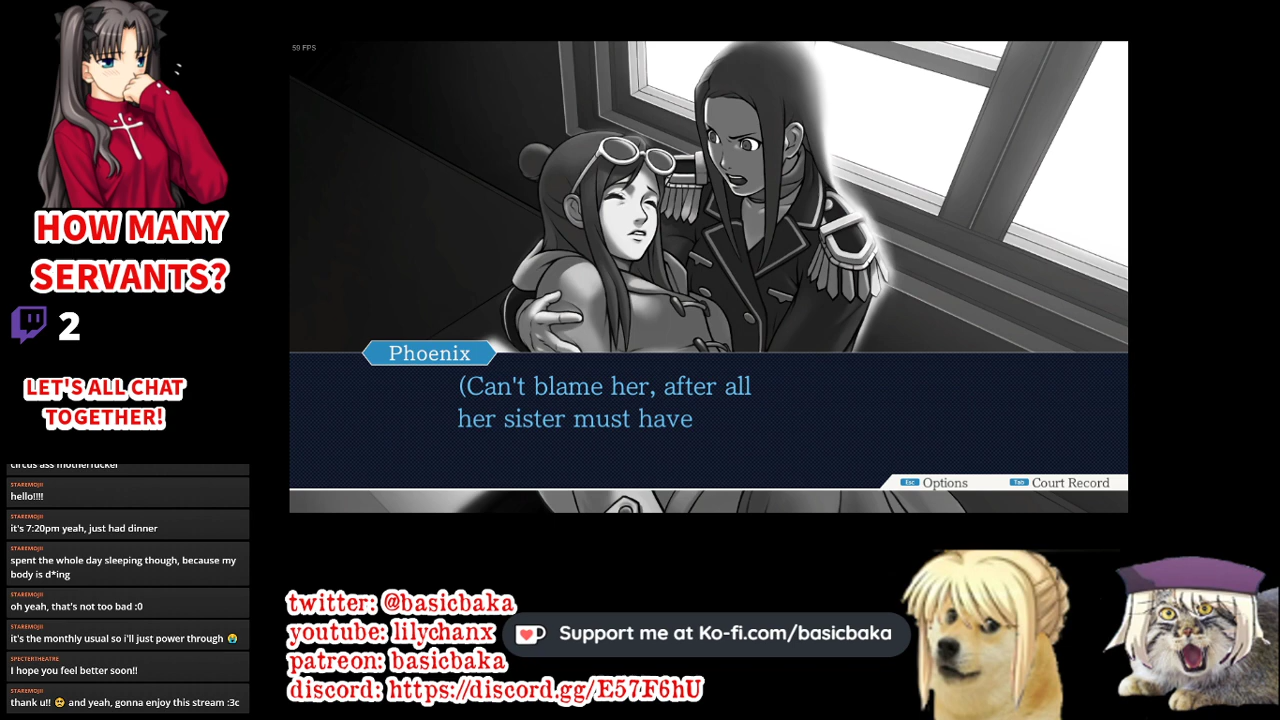 59 FPS
HOW MANY
SERVANTS?
2
LET'S ALL CHAT
TOGETHER!
circus ass motherfucker
STAREMOJI!
hello!!!!
STAREMOJI!
it's 7:20pm yeah, just had dinner
STAREMOJI!
spent the whole day sleeping though, because my
body is d*ing
STAREMOJI!
oh yeah, that's not too bad :0
STAREMOJI!
it's the monthly usual so i'll just power through 😭
SPECTERTHEATRE
I hope you feel better soon!!
STAREMOJI!
thank u!! 🥺 and yeah, gonna enjoy this stream :3c
Phoenix
(Can't blame her, after all
her sister must have
Esc Options
Tab Court Record
twitter: @basicbaka
youtube: lilychanx
patreon: basicbaka
discord: https://discord.gg/E57F6hU
Support me at Ko-fi.com/basicbaka